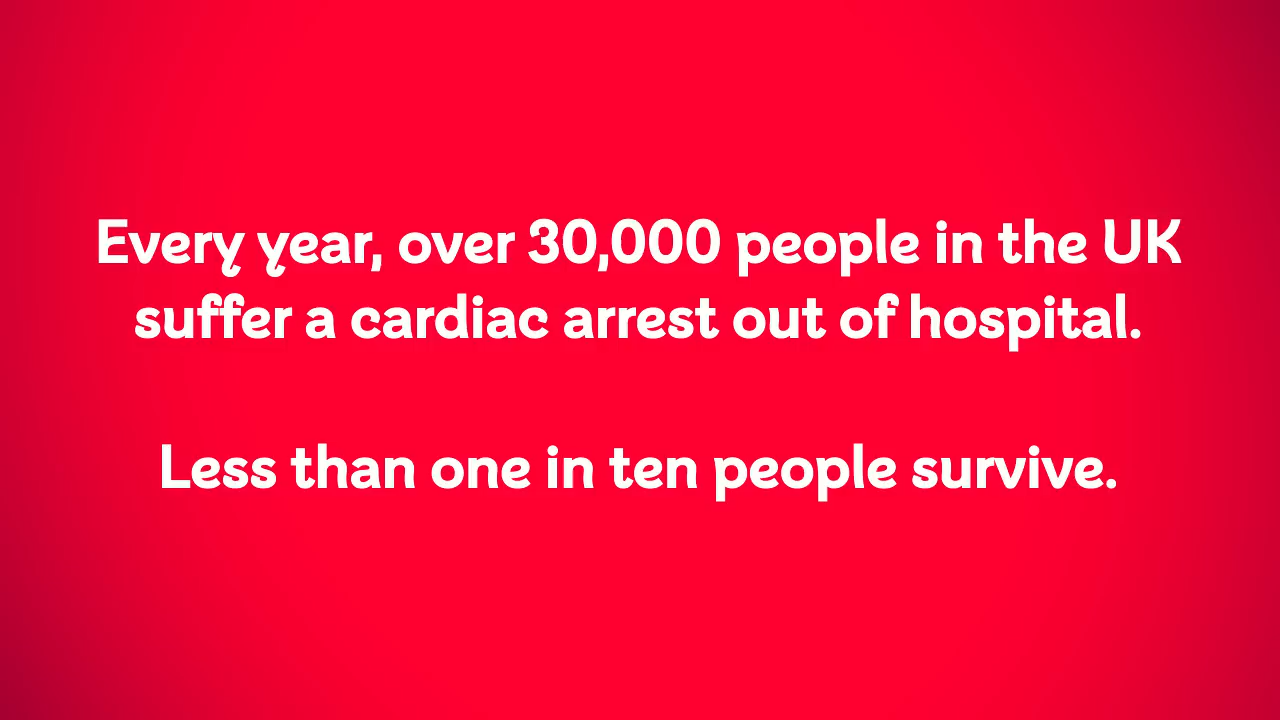 Every year, over 30,000 people in the UK
suffer a cardiac arrest out of hospital.
Less than one in ten people survive.